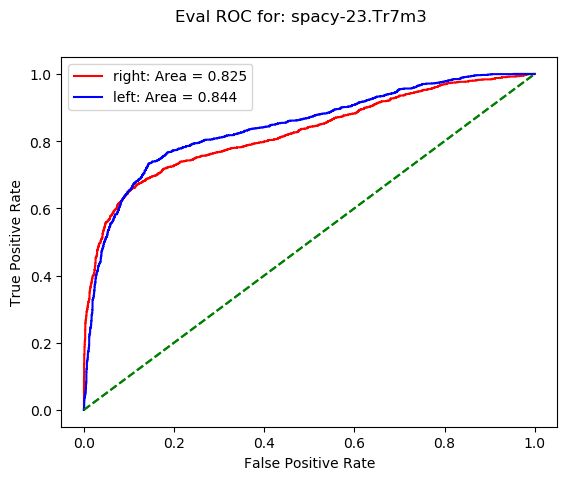 Eval ROC for: spacy-23.Tr7m3
right: Area = 0.825
left: Area = 0.844
True Positive Rate
1.0
0.8
0.6
0.4
0.2
0.0
0.0 0.2 0.4 0.6 0.8 1.0
False Positive Rate